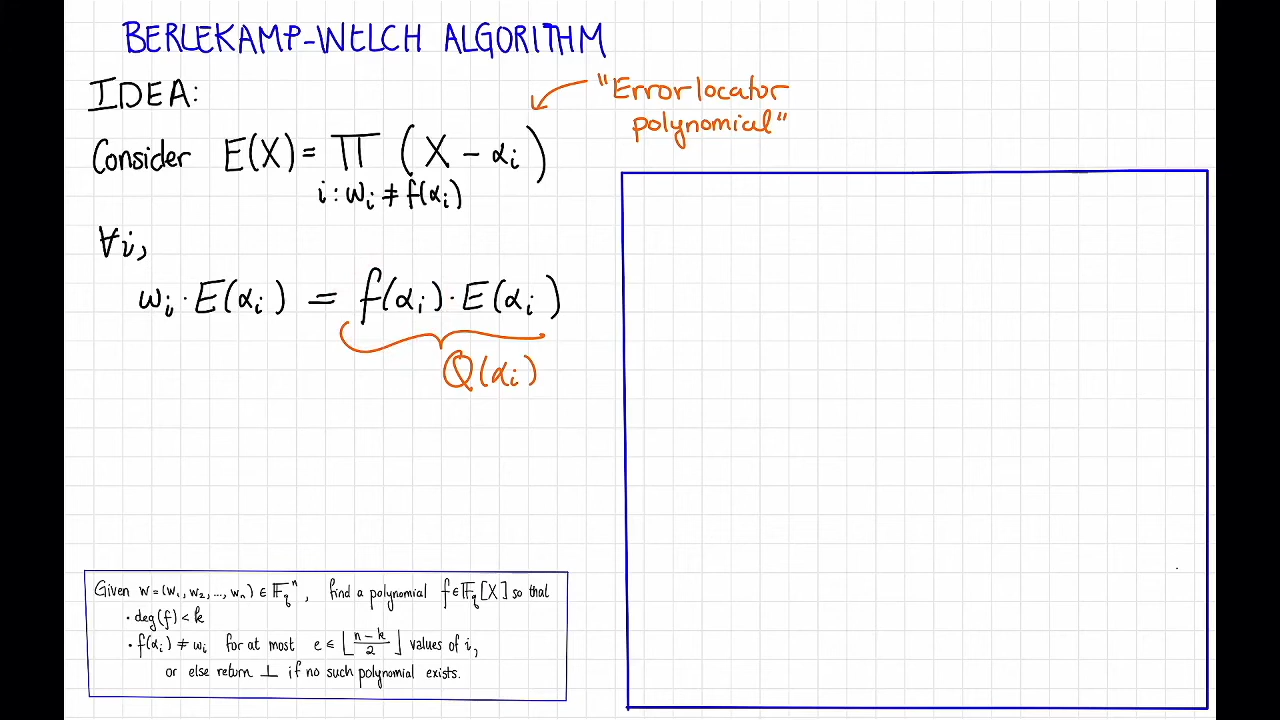 BERLEKAMP-WELCH ALGORITHM
IDEA:
"Error locator
polynomial"
Consider E(X) = ∏ (X - αi)
i : wi ≠ f(αi)
∀i,
wi · E(αi) = f(αi) · E(αi)
Q(αi)
Given w = (w1, w2, ..., wn) ∈ 𝔽q^n, find a polynomial f ∈ 𝔽q[X] so that
• deg(f) < k
• f(αi) ≠ wi for at most e ≤ ⌊(n-k)/2⌋ values of i,
or else return ⊥ if no such polynomial exists.